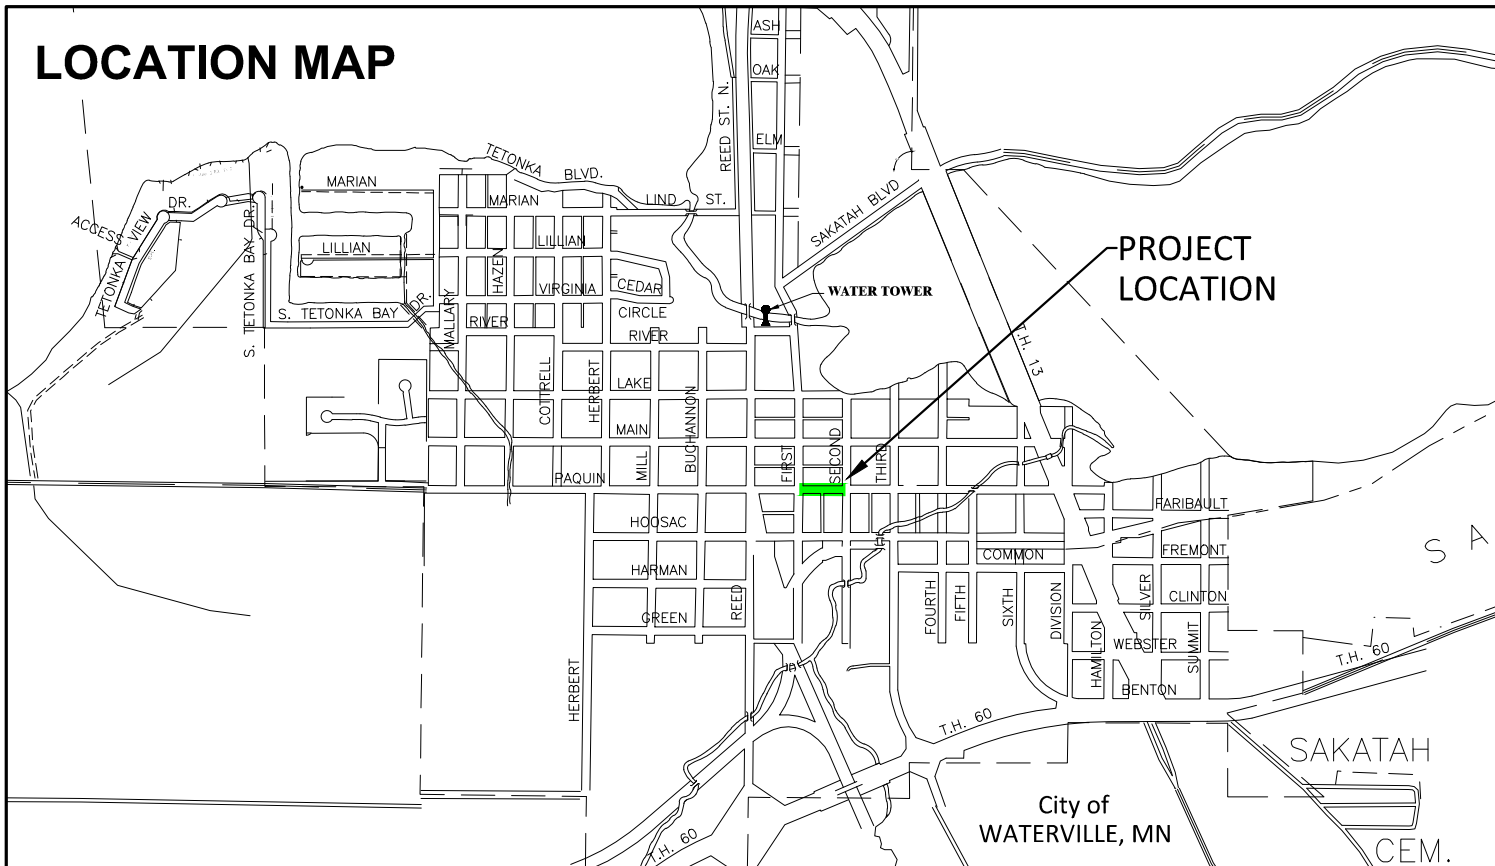 LOCATION MAP
ASH
OAK
ELM
REED ST. N.
TETONKA BLVD.
LIND ST.
MARIAN
MARIAN
ACCESS
TETONKA VIEW DR.
S. TETONKA BAY DR.
LILLIAN
LILLIAN
SAKATAH BLVD
HAZEN
VIRGINIA
CEDAR
CIRCLE
S. TETONKA BAY DR.
MALLARY
RIVER
RIVER
WATER TOWER
PROJECT
LOCATION
T.H. 13
COTTRELL
HERBERT
LAKE
BUCHANNON
MAIN
MILL
PAQUIN
FIRST
SECOND
THIRD
HOOSAC
FARIBAULT
HARMAN
COMMON
FREMONT
S A
GREEN
REED
FOURTH
FIFTH
SIXTH
DIVISION
SILVER
CLINTON
HAMILTON
WEBSTER
SUMMIT
BENTON
T.H. 60
HERBERT
T.H. 60
SAKATAH
CEM.
City of
WATERVILLE, MN
T.H. 60